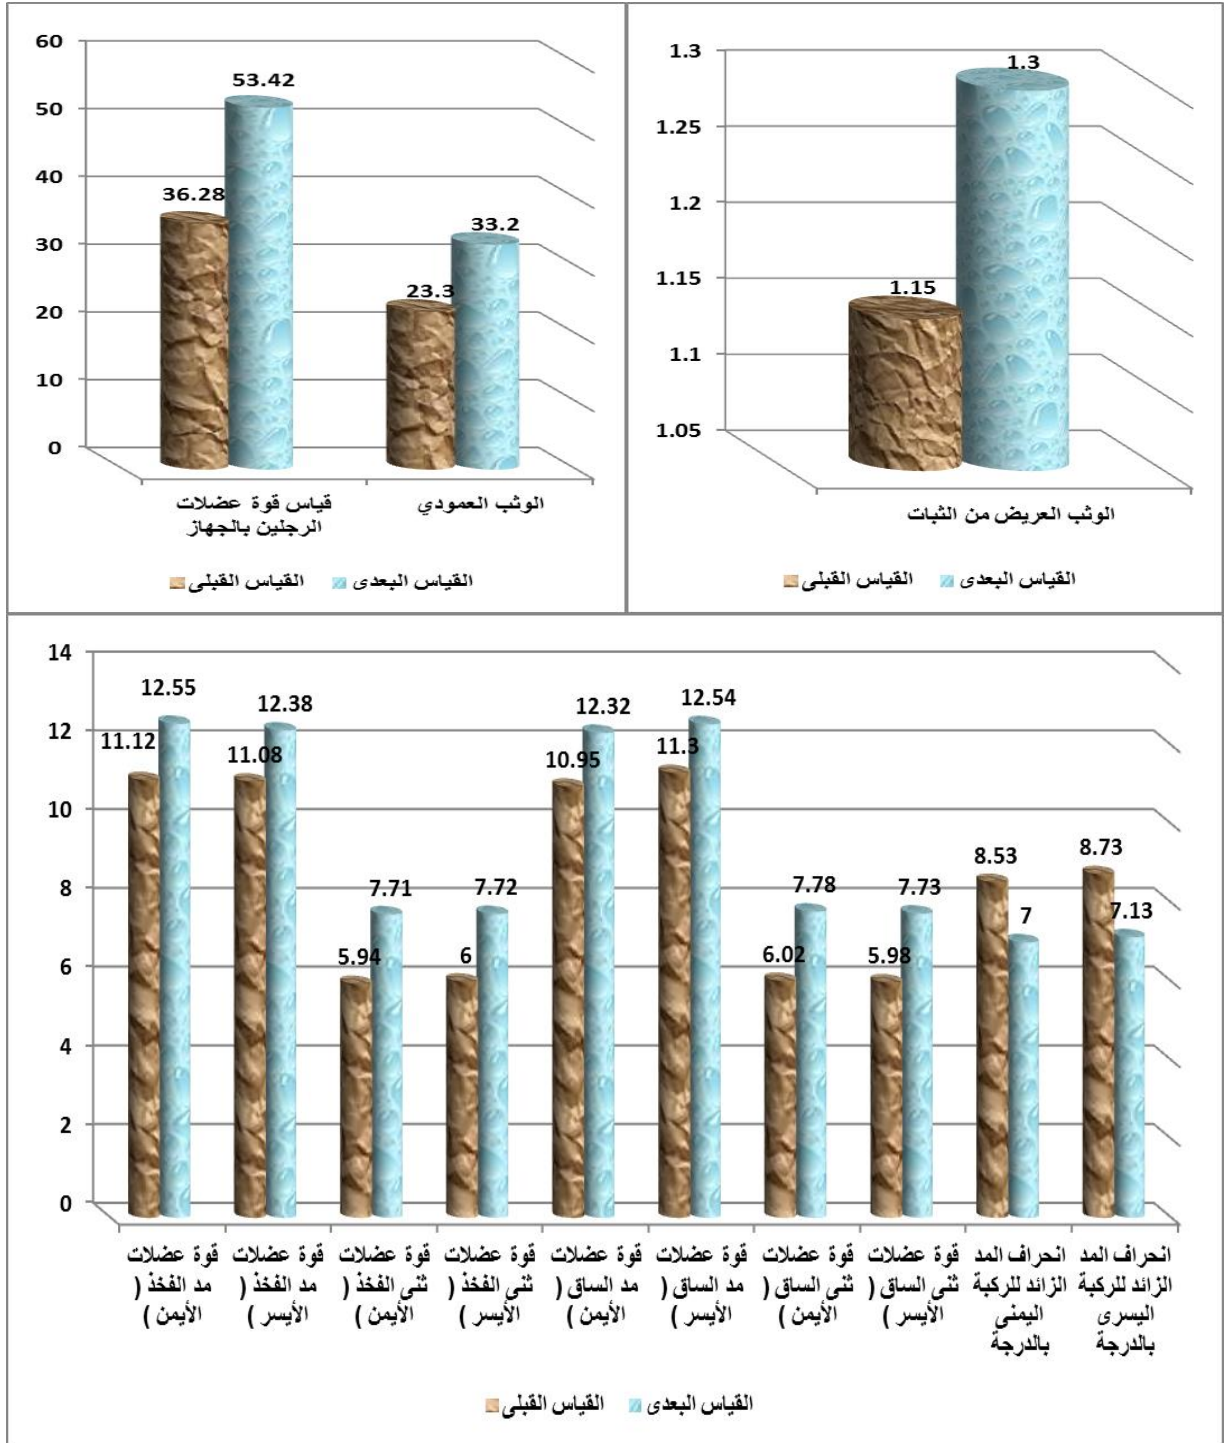 60
50
40
30
20
10
0
53.42
36.28
33.2
23.3
قياس قوة عضلات
الرجلين بالجهاز
الوثب العمودي
القياس القبلى
القياس البعدى
1.3
1.25
1.2
1.15
1.1
1.05
1.3
1.15
الوثب العريض من الثبات
القياس القبلى
القياس البعدى
14
12
10
8
6
4
2
0
11.12
12.55
11.08
12.38
5.94
7.71
6
7.72
10.95
12.32
11.3
12.54
6.02
7.78
5.98
7.73
8.53
7
8.73
7.13
قوة عضلات
مد الفخذ (
الأيمن )
قوة عضلات
مد الفخذ (
الأيسر )
قوة عضلات
ثنى الفخذ (
الأيمن )
قوة عضلات
ثنى الفخذ (
الأيسر )
قوة عضلات
مد الساق (
الأيمن )
قوة عضلات
مد الساق (
الأيسر )
قوة عضلات
ثنى الساق (
الأيمن )
قوة عضلات
ثنى الساق (
الأيسر )
انحراف المد
الزائد للركبة
اليمنى
بالدرجة
انحراف المد
الزائد للركبة
اليسرى
بالدرجة
القياس القبلى
القياس البعدى